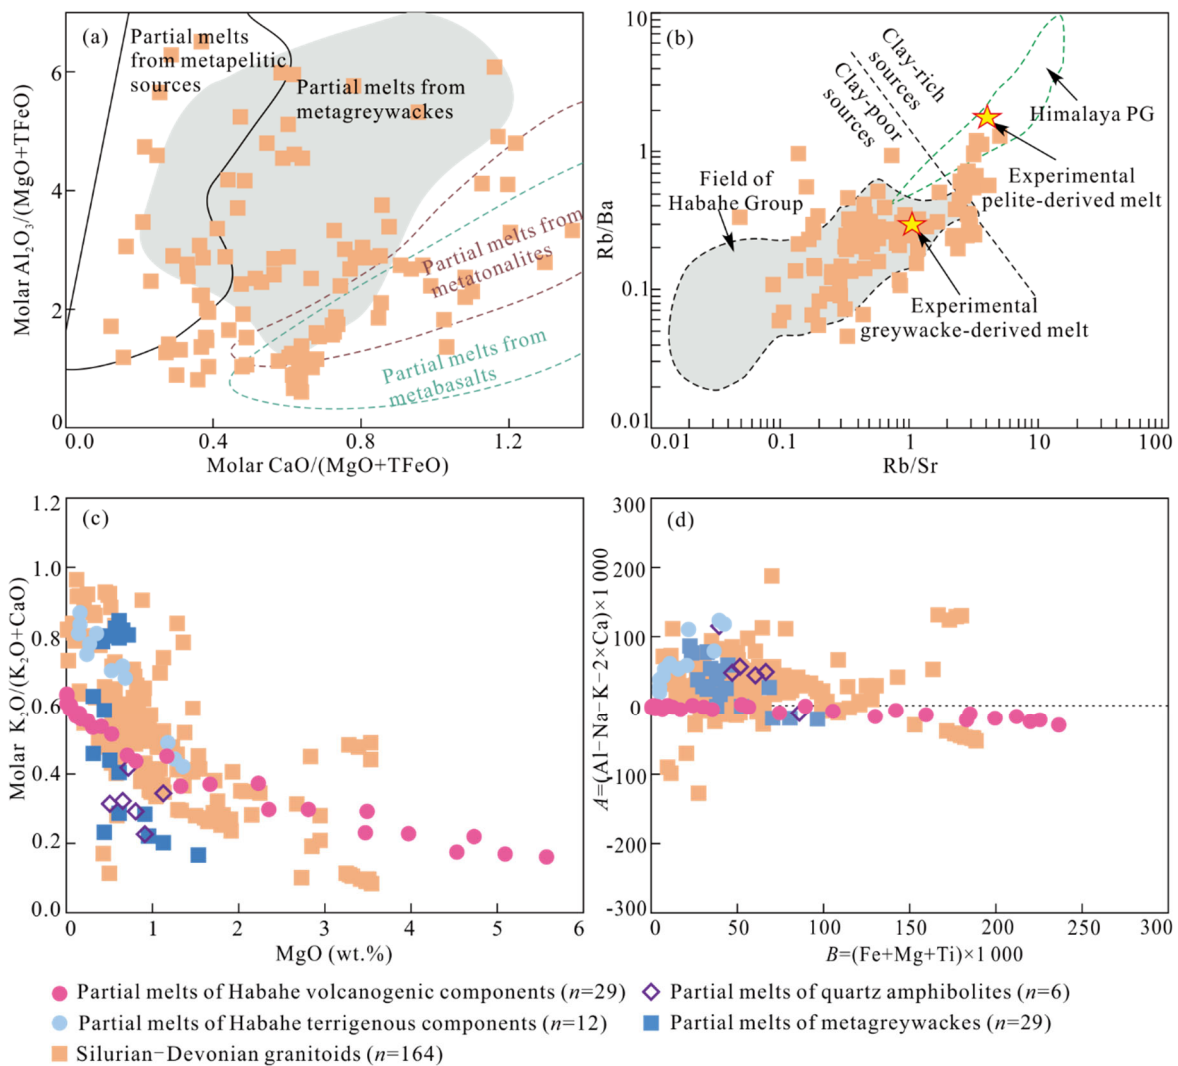 (a)
Partial melts
from metapelitic
sources
Partial melts from
metagreywackes
Partial melts from
metatonalites
Partial melts from
metabasalts
6
4
2
0
0.0
0.4
0.8
1.2
Molar Al2O3/(MgO+TFeO)
Molar CaO/(MgO+TFeO)
(b)
Clay-rich
sources
Clay-poor
sources
Himalaya PG
Experimental
pelite-derived melt
Field of
Habahe Group
Experimental
greywacke-derived melt
10
1
0.1
0.01
0.01
0.1
1
10
100
Rb/Ba
Rb/Sr
(c)
1.2
1.0
0.8
0.6
0.4
0.2
0.0
0
1
2
3
4
5
6
Molar K2O/(K2O+CaO)
MgO (wt.%)
(d)
300
200
100
0
-100
-200
-300
0
50
100
150
200
250
300
A=(Al−Na−K−2×Ca)×1 000
B=(Fe+Mg+Ti)×1 000
Partial melts of Habahe volcanogenic components (n=29)
Partial melts of quartz amphibolites (n=6)
Partial melts of Habahe terrigenous components (n=12)
Partial melts of metagreywackes (n=29)
Silurian−Devonian granitoids (n=164)